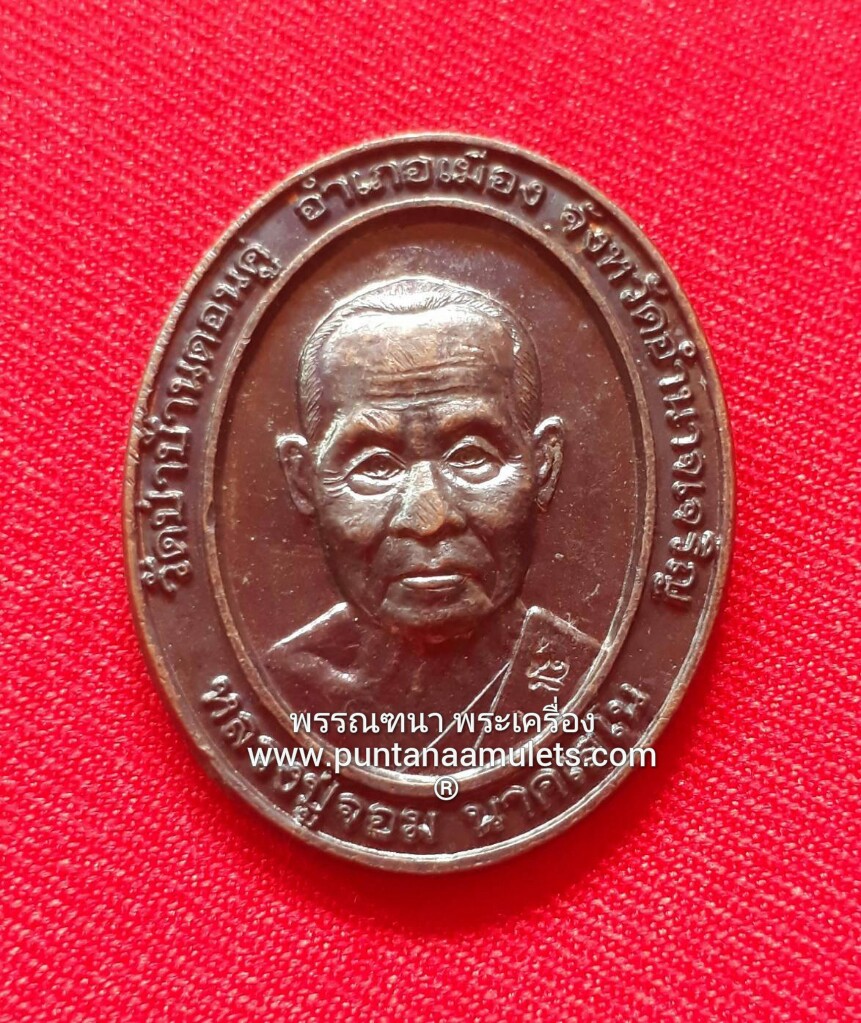 วัดป่าบ้านดอนคู่ อำเภอเมือง จังหวัดอำนาจเจริญ
พรรณฑนา พระเครื่อง
www.puntanaamulets.com
®
หลวงปู่จอม